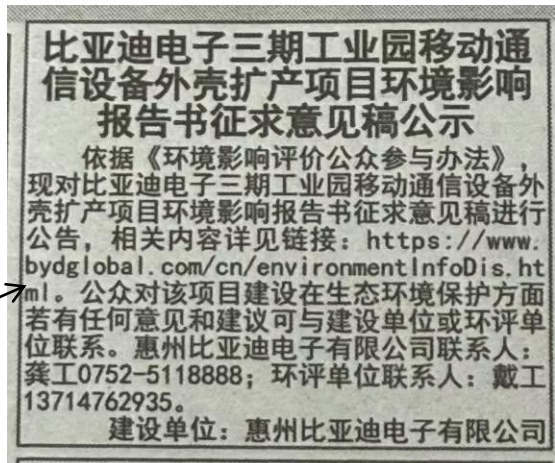 比亚迪电子三期工业园移动通
信设备外壳扩产项目环境影响
报告书征求意见稿公示
依据《环境影响评价公众参与办法》，
现对比亚迪电子三期工业园移动通信设备外
壳扩产项目环境影响报告书征求意见稿进行
公告，相关内容详见链接：https://www.
bydglobal.com/cn/environmentInfoDis.ht
ml。公众对该项目建设在生态环境保护方面
若有任何意见和建议可与建设单位或环评单
位联系。惠州比亚迪电子有限公司联系人：
龚工0752-5118888；环评单位联系人：戴工
13714762935。
建设单位：惠州比亚迪电子有限公司